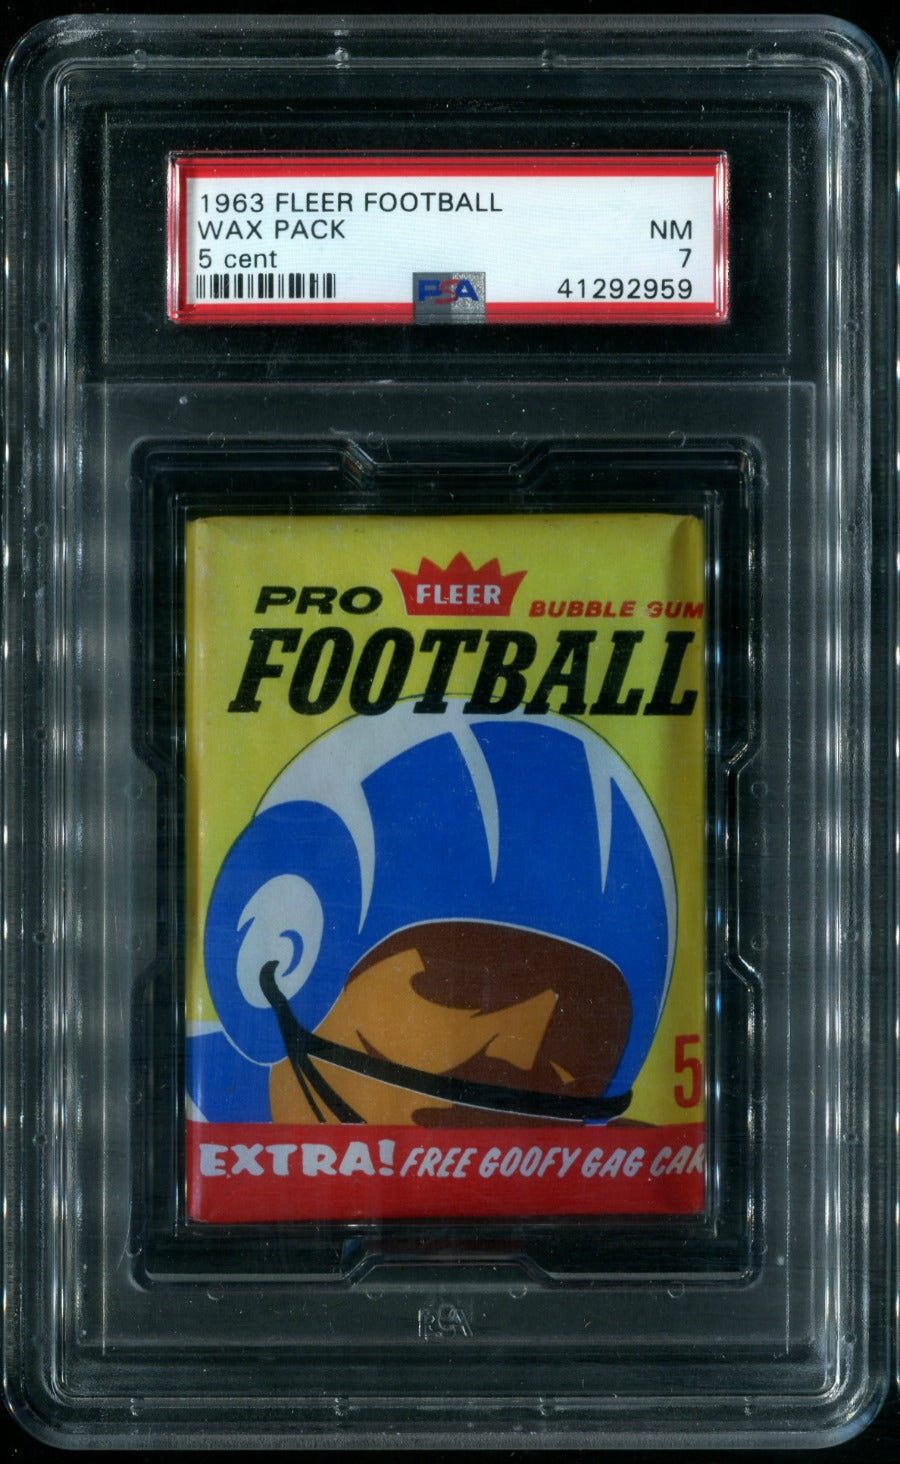 1963 FLEER FOOTBALL
WAX PACK NM
5 cent 7
PSA 41292959
PRO FLEER BUBBLE GUM
FOOTBALL
5
EXTRA! FREE GOOFY GAG CAR
PSA